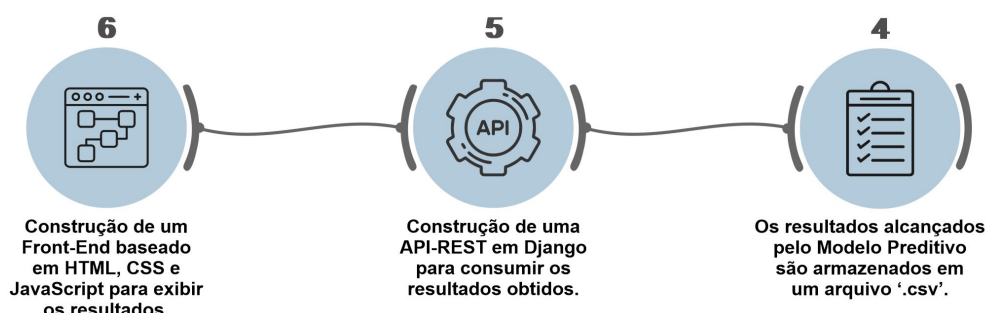 6
Construção de um
Front-End baseado
em HTML, CSS e
JavaScript para exibir
os resultados
5
API
Construção de uma
API-REST em Django
para consumir os
resultados obtidos.
4
Os resultados alcançados
pelo Modelo Preditivo
são armazenados em
um arquivo ‘.csv’.